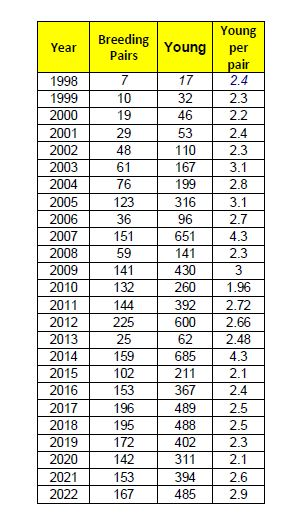 Year Breeding Pairs Young Young per pair
1998 7 17 2.4
1999 10 32 2.3
2000 19 46 2.2
2001 29 53 2.4
2002 48 110 2.3
2003 61 167 3.1
2004 76 199 2.8
2005 123 316 3.1
2006 36 96 2.7
2007 151 651 4.3
2008 59 141 2.3
2009 141 430 3
2010 132 260 1.96
2011 144 392 2.72
2012 225 600 2.66
2013 25 62 2.48
2014 159 685 4.3
2015 102 211 2.1
2016 153 367 2.4
2017 196 489 2.5
2018 195 488 2.5
2019 172 402 2.3
2020 142 311 2.1
2021 153 394 2.6
2022 167 485 2.9